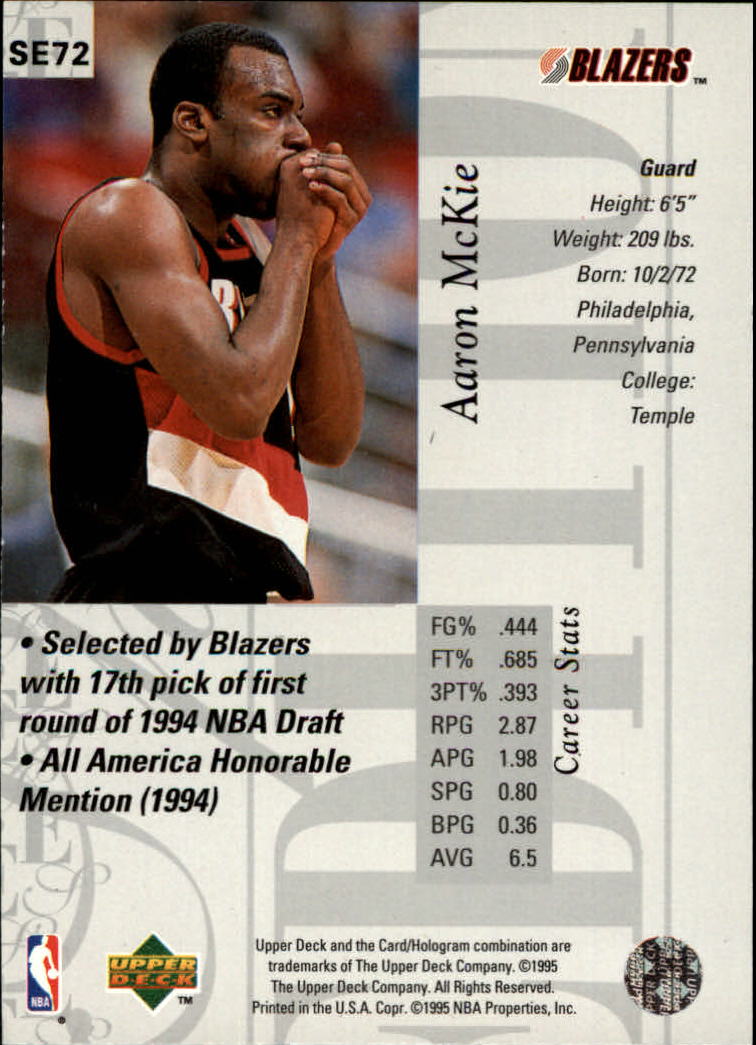 SE72
BLAZERS™
Aaron McKie
Guard
Height: 6'5"
Weight: 209 lbs.
Born: 10/2/72
Philadelphia,
Pennsylvania
College:
Temple
• Selected by Blazers
with 17th pick of first
round of 1994 NBA Draft
• All America Honorable
Mention (1994)
Career Stats
FG% .444
FT% .685
3PT% .393
RPG 2.87
APG 1.98
SPG 0.80
BPG 0.36
AVG 6.5
NBA®
UPPER
DECK™
Upper Deck and the Card/Hologram combination are
trademarks of The Upper Deck Company. ©1995
The Upper Deck Company. All Rights Reserved.
Printed in the U.S.A. Copr. ©1995 NBA Properties, Inc.